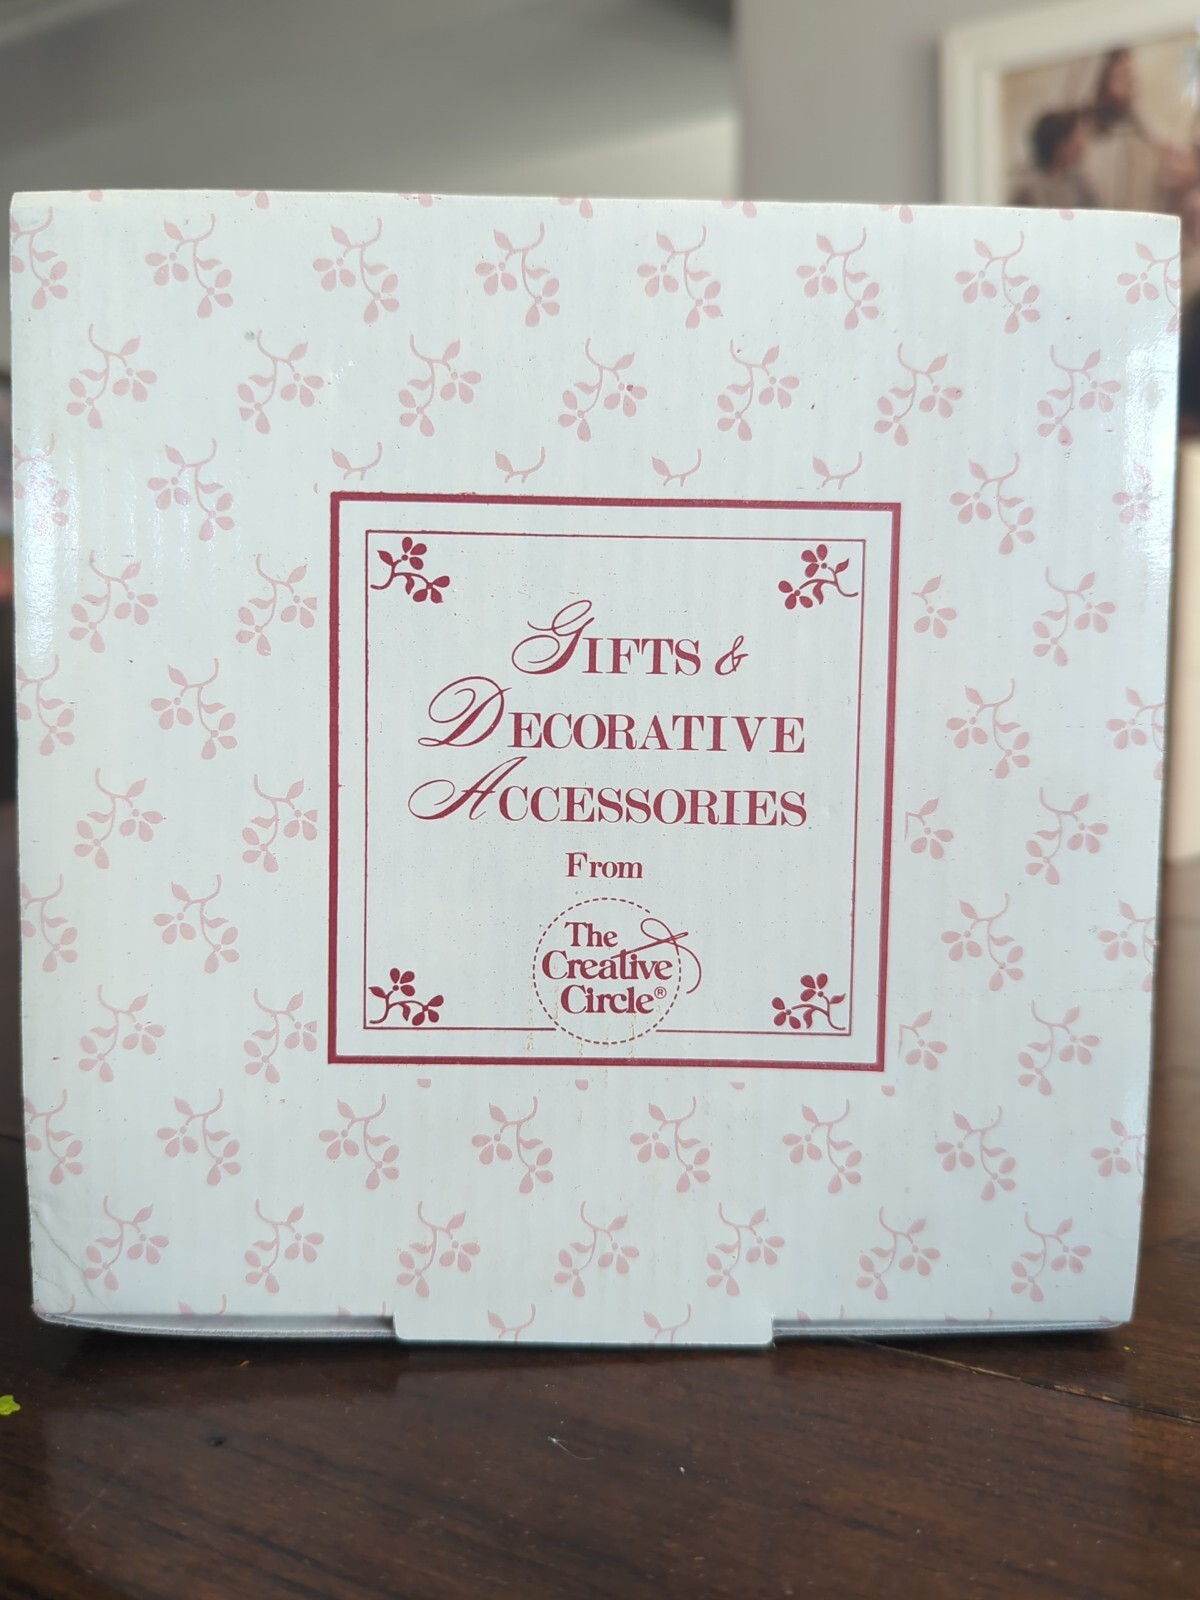 GIFTS &
DECORATIVE
ACCESSORIES
From
The
Creative
Circle®